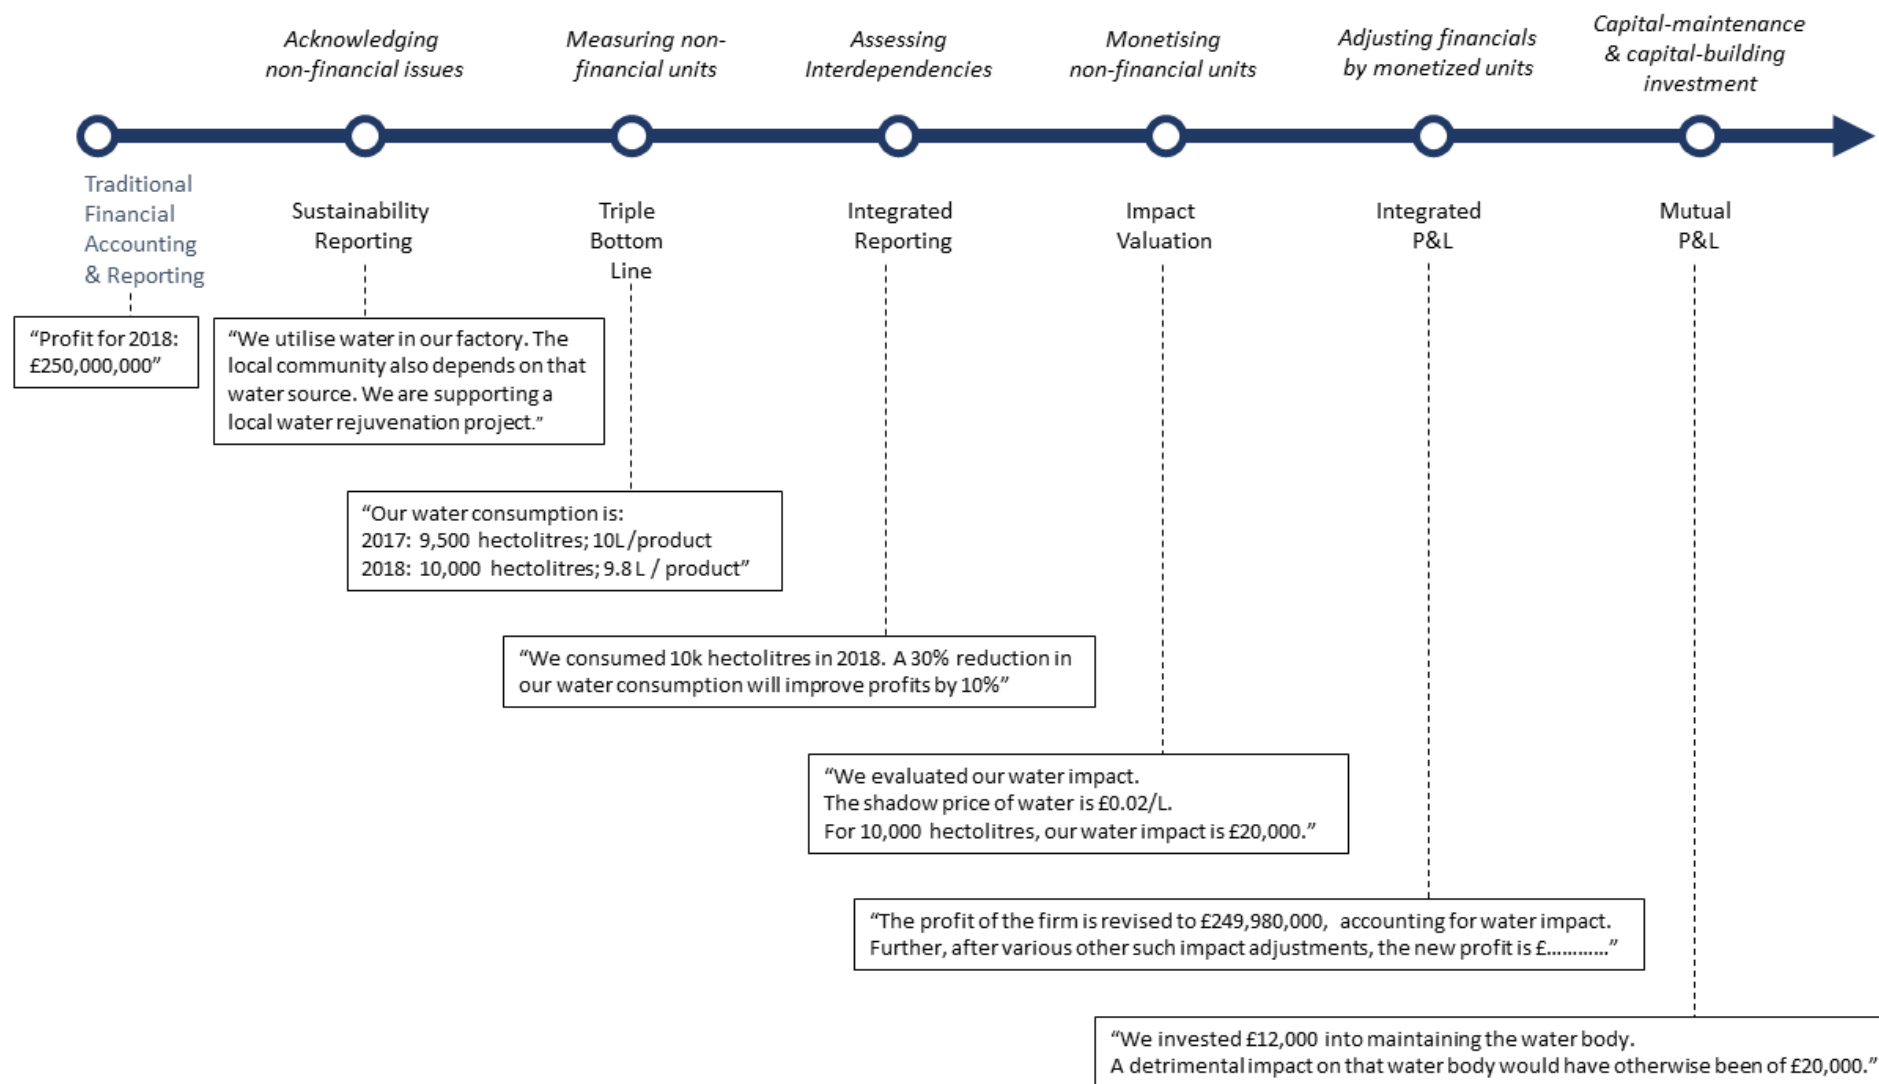 Acknowledging
non-financial issues
Measuring non-
financial units
Assessing
Interdependencies
Monetising
non-financial units
Adjusting financials
by monetized units
Capital-maintenance
& capital-building
investment
Traditional
Financial
Accounting
& Reporting
Sustainability
Reporting
Triple
Bottom
Line
Integrated
Reporting
Impact
Valuation
Integrated
P&L
Mutual
P&L
“Profit for 2018:
£250,000,000”
“We utilise water in our factory. The
local community also depends on that
water source. We are supporting a
local water rejuvenation project.”
“Our water consumption is:
2017: 9,500 hectolitres; 10L/product
2018: 10,000 hectolitres; 9.8 L / product”
“We consumed 10k hectolitres in 2018. A 30% reduction in
our water consumption will improve profits by 10%”
“We evaluated our water impact.
The shadow price of water is £0.02/L.
For 10,000 hectolitres, our water impact is £20,000.”
“The profit of the firm is revised to £249,980,000, accounting for water impact.
Further, after various other such impact adjustments, the new profit is £............”
“We invested £12,000 into maintaining the water body.
A detrimental impact on that water body would have otherwise been of £20,000.”